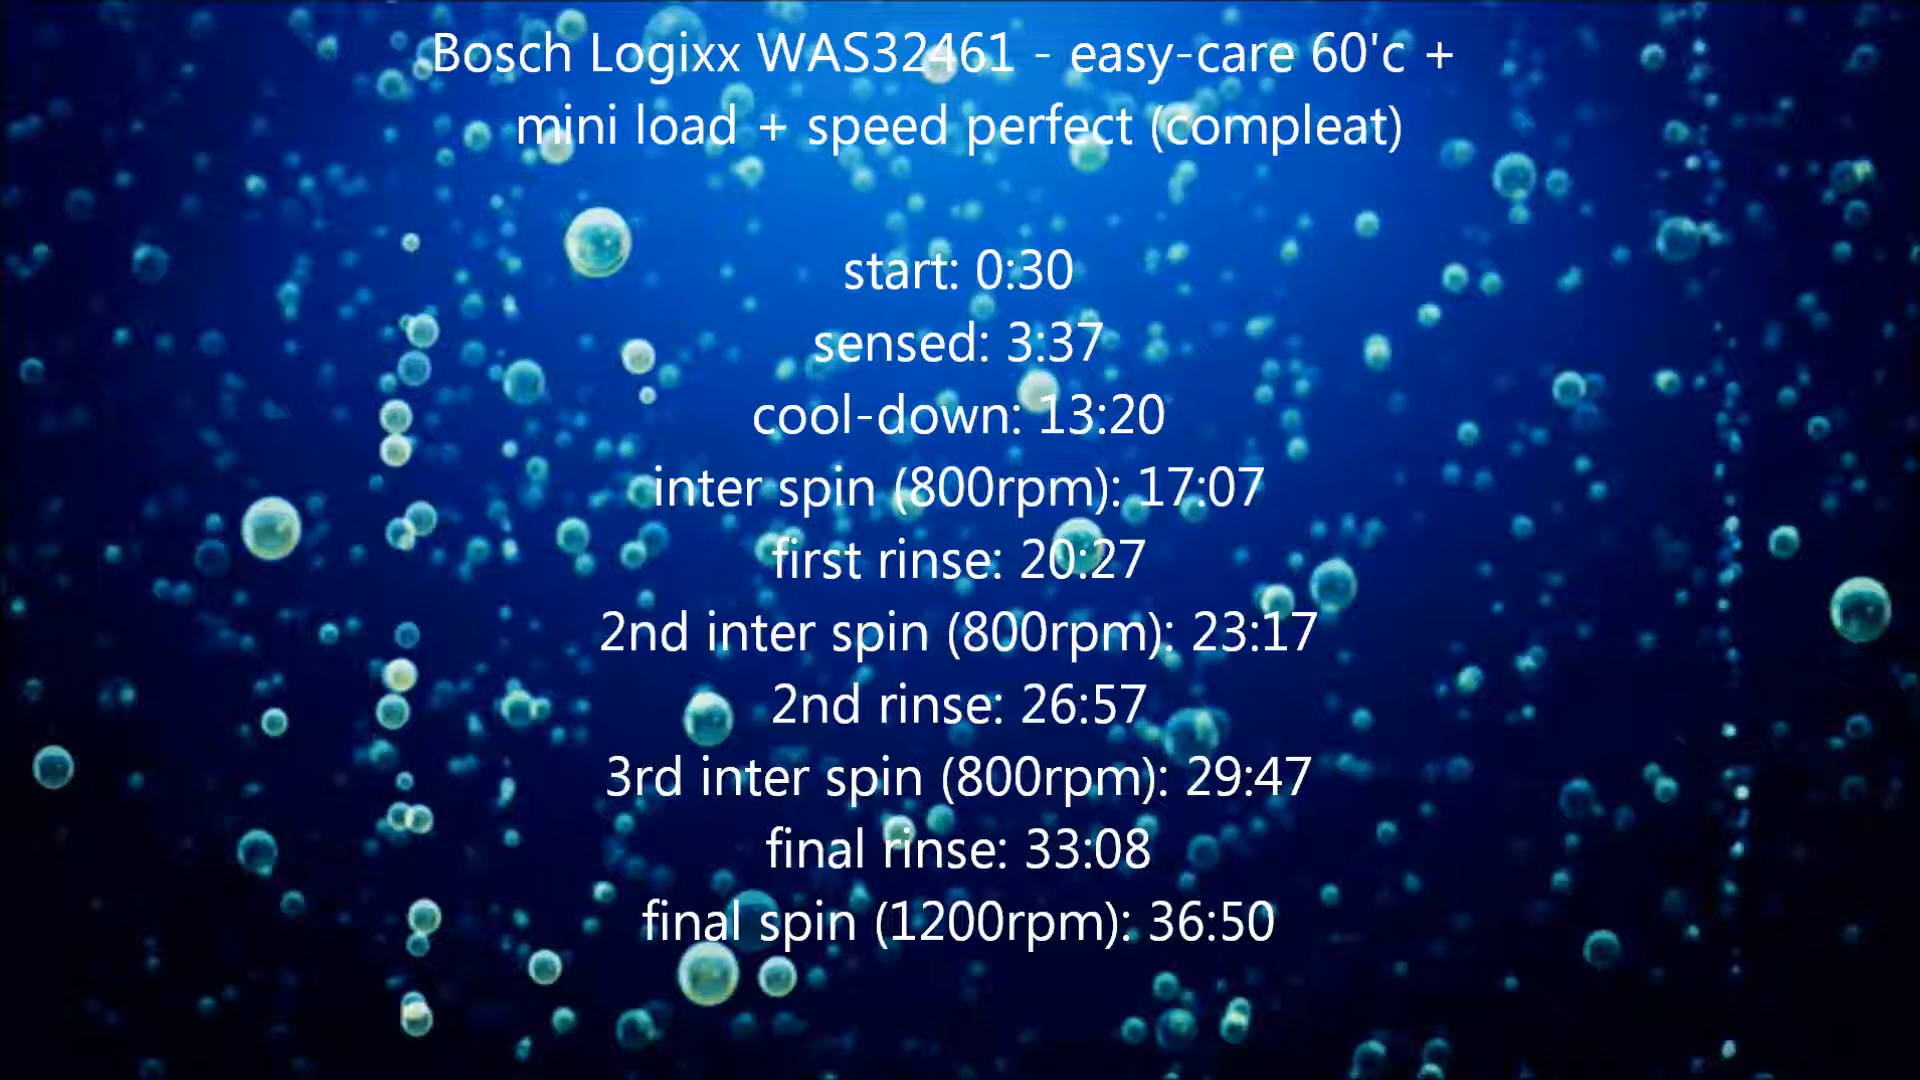 Bosch Logixx WAS32461 - easy-care 60'c +
mini load + speed perfect (compleat)
start: 0:30
sensed: 3:37
cool-down: 13:20
inter spin (800rpm): 17:07
first rinse: 20:27
2nd inter spin (800rpm): 23:17
2nd rinse: 26:57
3rd inter spin (800rpm): 29:47
final rinse: 33:08
final spin (1200rpm): 36:50